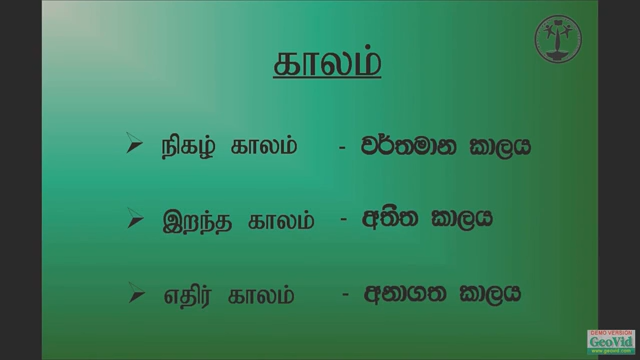 காலம்
➢ நிகழ் காலம் - වර්තමාන කාලය
➢ இறந்த காலம் - අතීත කාලය
➢ எதிர் காலம் - අනාගත කාලය
DEMO VERSION
GeoVid
www.geovid.com